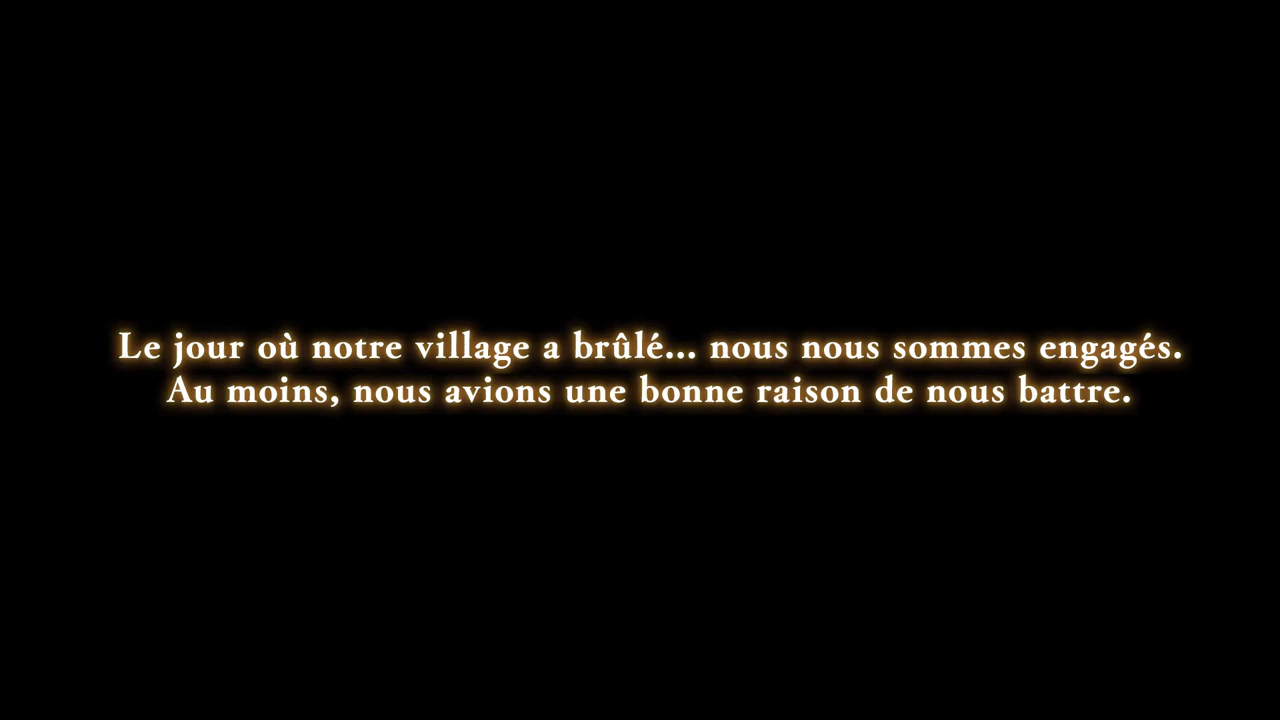 Le jour où notre village a brûlé... nous nous sommes engagés.
Au moins, nous avions une bonne raison de nous battre.